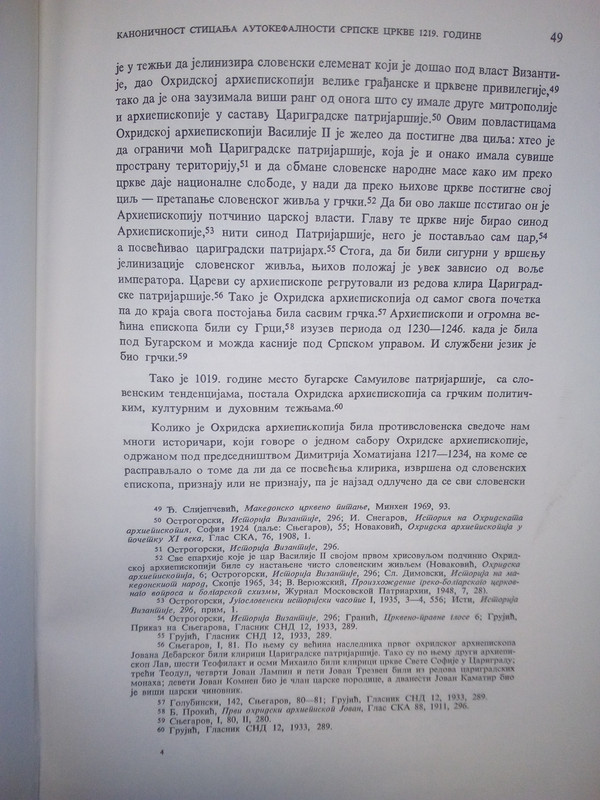 КАНОНИЧНОСТ СТИЦАЊА АУТОКЕФАЛНОСТИ СРПСКЕ ЦРКВЕ 1219. ГОДИНЕ 49
је у тежњи да јелинизира словенски елеменат који је дошао под власт Византи-
је, дао Охридској архиепископији велике грађанске и црквене привилегије,49
тако да је она заузимала виши ранг од онога што су имале друге митрополије
и архиепископије у саставу Цариградске патријаршије.50 Овим повластицама
Охридској архиепископији Василије II је желео да постигне два циља: хтео је
да ограничи моћ Цариградске патријаршије, која је и онако имала сувише
пространу територију,51 и да обмане словенске народне масе како им преко
цркве даје националне слободе, у нади да преко њихове цркве постигне свој
циљ — претапање словенског живља у грчки.52 Да би ово лакше постигао он је
Архиепископију потчинио царској власти. Главу те цркве није бирао синод
Архиепископије,53 нити синод Патријаршије, него је постављао сам цар,54
а посвећивао цариградски патријарх.55 Стога, да би били сигурни у вршењу
јелинизације словенског живља, њихов положај је увек зависио од воље
императора. Цареви су архиепископе регрутовали из редова клира Цариград-
ске патријаршије.56 Тако је Охридска архиепископија од самог свога почетка
па до краја свога постојања била сасвим грчка.57 Архиепископи и огромна ве-
ћина епископа били су Грци,58 изузев периода од 1230—1246. када је била
под Бугарском и можда касније под Српском управом. И службени језик је
био грчки.59
Тако је 1019. године место бугарске Самуилове патријаршије, са сло-
венским тенденцијама, постала Охридска архиепископија са грчким политич-
ким, културним и духовним тежњама.60
Колико је Охридска архиепископија била противсловенска сведоче нам
многи историчари, који говоре о једном сабору Охридске архиепископије,
одржаном под председништвом Димитрија Хоматијана 1217—1234, на коме се
расправљало о томе да ли да се посвећења клирика, извршена од словенских
епископа, признају или не признају, па је најзад одлучено да се сви словенски
49 Ђ. Слијепчевић, Македонско црквено питање, Минхен 1969, 93.
50 Острогорски, Историја Византије, 296; И. Снегаров, История на Охридската
архиепископия, София 1924 (даље: Сњегаров), 55; Новаковић, Охридска архиепископија у
почетку XI века, Глас СКА, 76, 1908, 1.
51 Острогорски, Историја Византије, 296.
52 Све епархије које је цар Василије II својом првом хрисовуљом потчинио Охрид-
ској архиепископији биле су настањене чисто словенским живљем (Новаковић, Охридска
архиепископија, 6; Острогорски, Историја Византије, 296; Сл. Димевски, Историја на ма-
кедонскиот народ, Скопје 1965, 34; В. Верюжский, Происхождение греко-болгарского церков-
наго вопроса и болгарской схизмы, Журнал Московской Патриархии, 1948, 7, 28).
53 Острогорски, Југословенски историски часопис I, 1935, 3—4, 556; Исти, Историја
Византије, 296, прим, 1.
54 Острогорски, Историја Византије, 296; Гранић, Црквено-правне глосе 6; Грујић,
Приказ на Сњегарова, Гласник СНД 12, 1933, 289.
55 Грујић, Гласник СНД 12, 1933, 289.
56 Сњегаров, I, 81. По њему су већина наследника првог охридског архиепископа
Јована Дебарског били клирици Цариградске патријаршије. Тако су по њему други архиепи-
скоп Лав, шести Теофилакт и осми Михаило били клирици цркве Свете Софије у Цариграду;
трећи Теодул, четврти Јован Лампин и пети Јован Трезвен били из редова цариградских
монаха; девети Јован Комнен био је члан царске породице, а дванаести Јован Каматир био
је виши царски чиновник.
57 Голубински, 142, Сњегаров, 80—81; Грујић, Гласник СНД 12, 1933, 289.
58 Б. Прокић, Први охридски архиепископ Јован, Глас СКА 88, 1911, 296.
59 Сњегаров, I, 80, II, 280.
60 Грујић, Гласник СНД 12, 1933, 289.
4